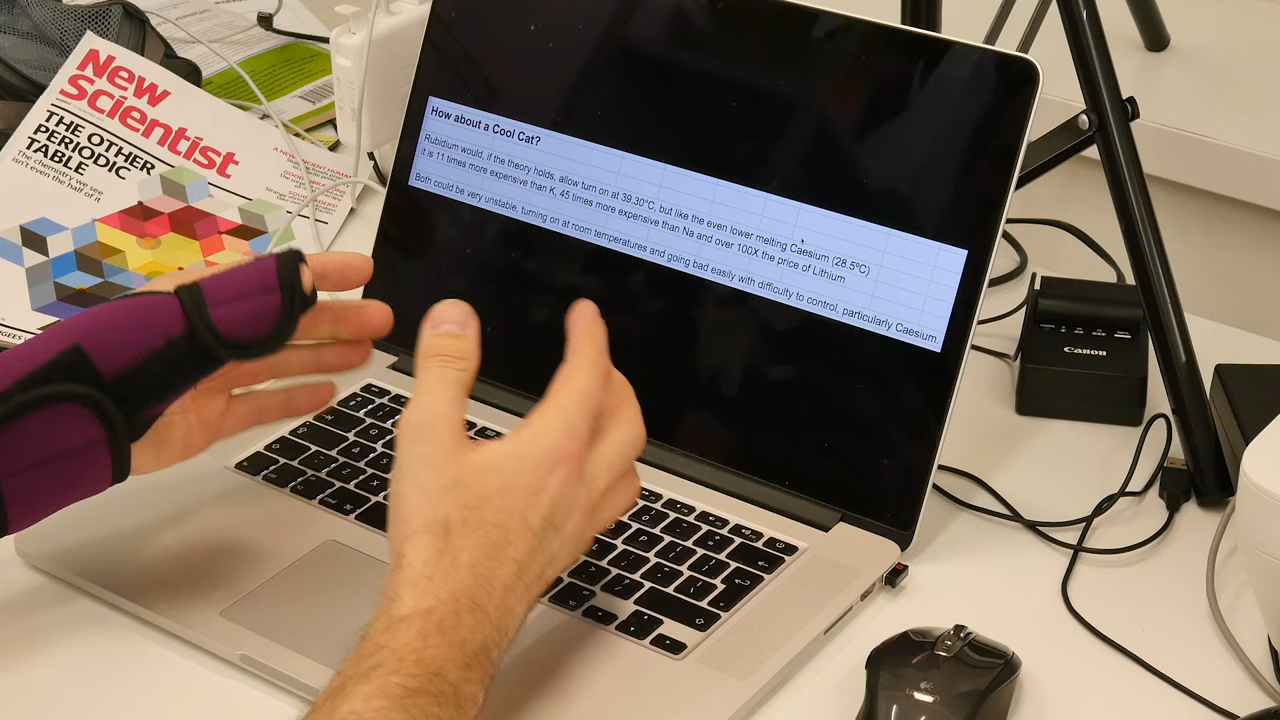 New
Scientist
THE OTHER
PERIODIC
TABLE
The chemistry we see
isn't even the half of it
How about a Cool Cat?
Rubidium would, if the theory holds, allow turn on at 39.30°C, but like the even lower melting Caesium (28.5ºC)
it is 11 times more expensive than K, 45 times more expensive than Na and over 100X the price of Lithium
Both could be very unstable, turning on at room temperatures and going bad easily with difficulty to control, particularly Caesium.
Canon